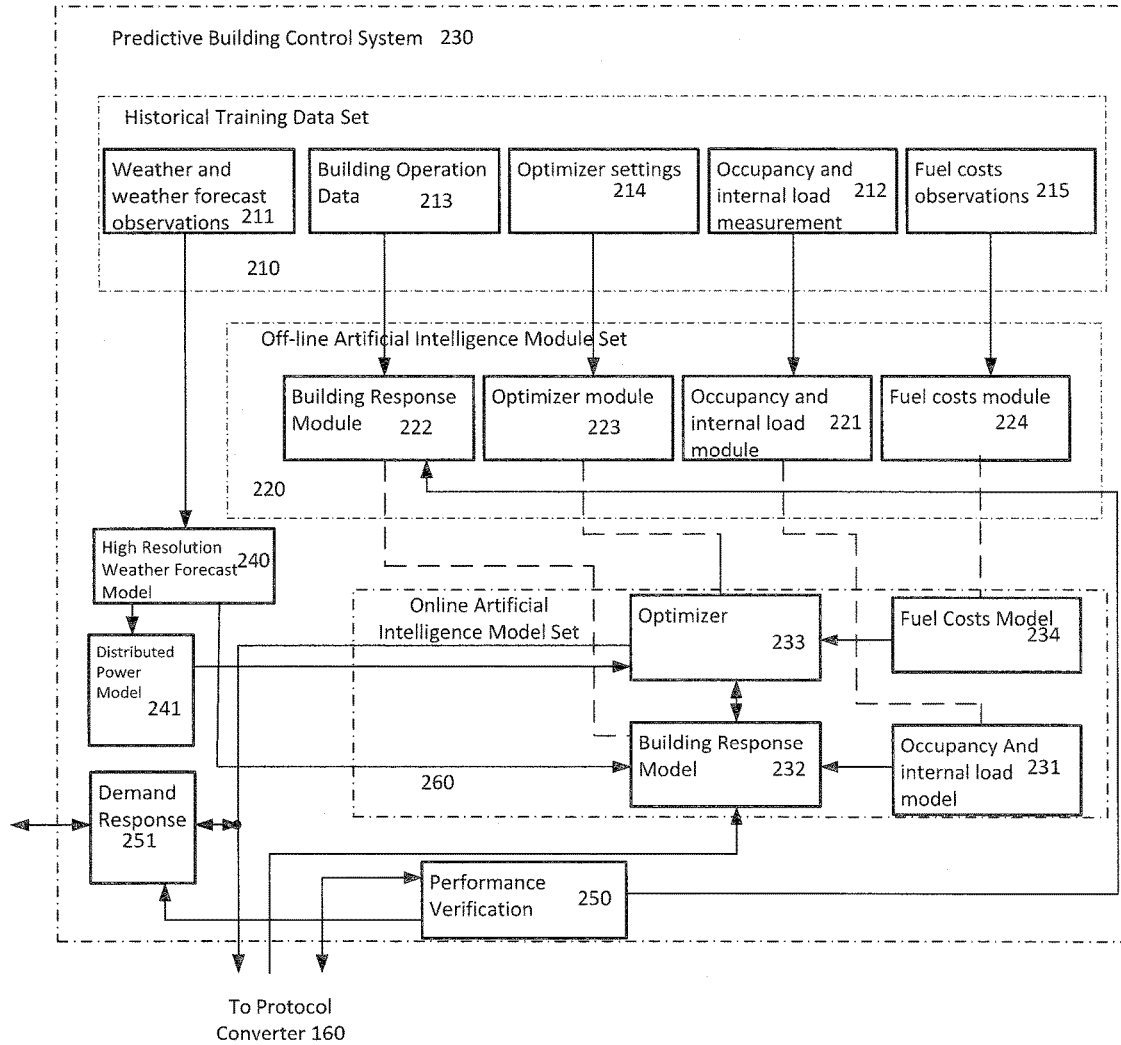 Predictive Building Control System 230
Historical Training Data Set
Weather and
weather forecast
observations 211
Building Operation
Data 213
Optimizer settings
214
Occupancy and
internal load 212
measurement
Fuel costs
observations 215
210
Off-line Artificial Intelligence Module Set
Building Response
Module 222
Optimizer module
223
Occupancy and
internal load 221
module
Fuel costs module
224
220
High Resolution
Weather Forecast 240
Model
Online Artificial
Intelligence Model Set
Optimizer
233
Fuel Costs Model
234
Distributed
Power
Model
241
Building Response
Model 232
Occupancy And
internal load 231
model
260
Demand
Response
251
Performance
Verification 250
To Protocol
Converter 160